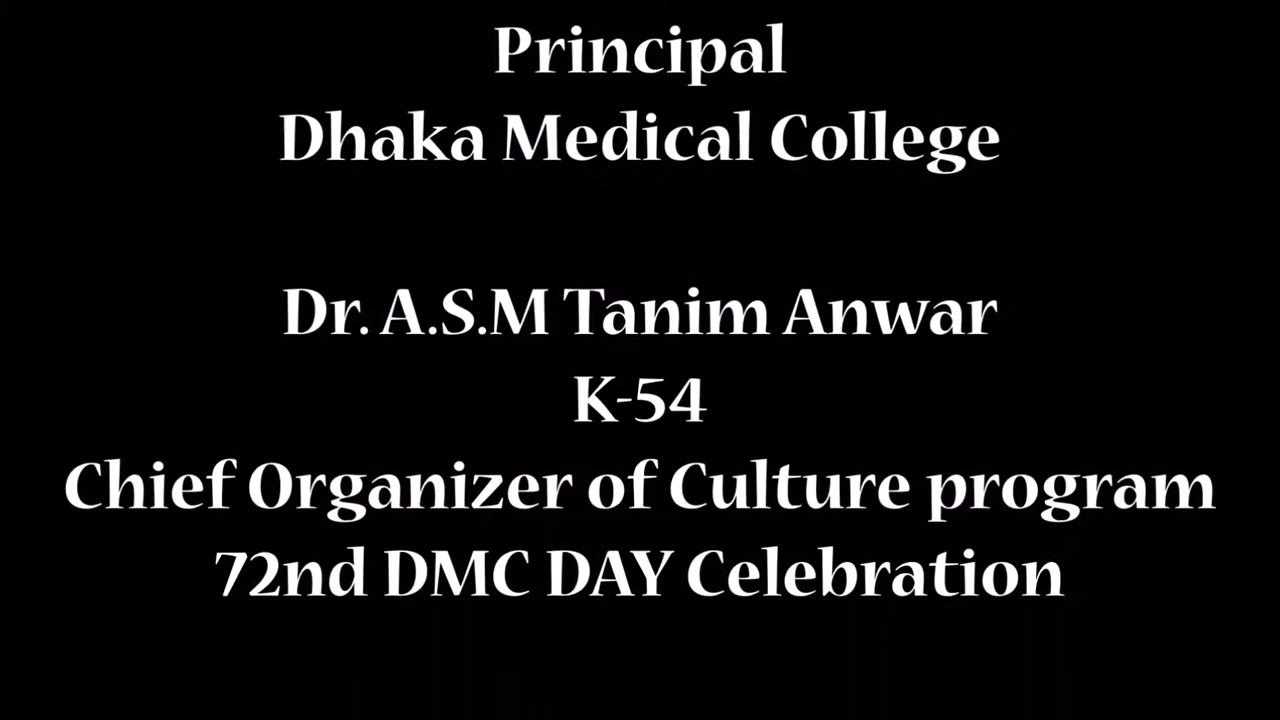 Principal
Dhaka Medical College
Dr. A.S.M Tanim Anwar
K-54
Chief Organizer of Culture program
72nd DMC DAY Celebration